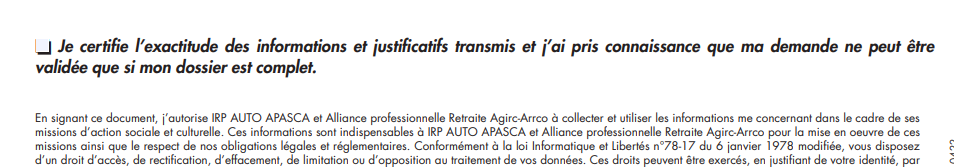 Je certifie l'exactitude des informations et justificatifs transmis et j'ai pris connaissance que ma demande ne peut être
validée que si mon dossier est complet.
En signant ce document, j'autorise IRP AUTO APASCA et Alliance professionnelle Retraite Agirc-Arrco à collecter et utiliser les informations me concernant dans le cadre de ses
missions d'action sociale et culturelle. Ces informations sont indispensables à IRP AUTO APASCA et Alliance professionnelle Retraite Agirc-Arrco pour la mise en oeuvre de ces
missions ainsi que le respect de nos obligations légales et réglementaires. Conformément à la loi Informatique et Libertés n°78-17 du 6 janvier 1978 modifiée, vous disposez
d'un droit d'accès, de rectification, d'effacement, de limitation ou d'opposition au traitement de vos données. Ces droits peuvent être exercés, en justifiant de votre identité, par